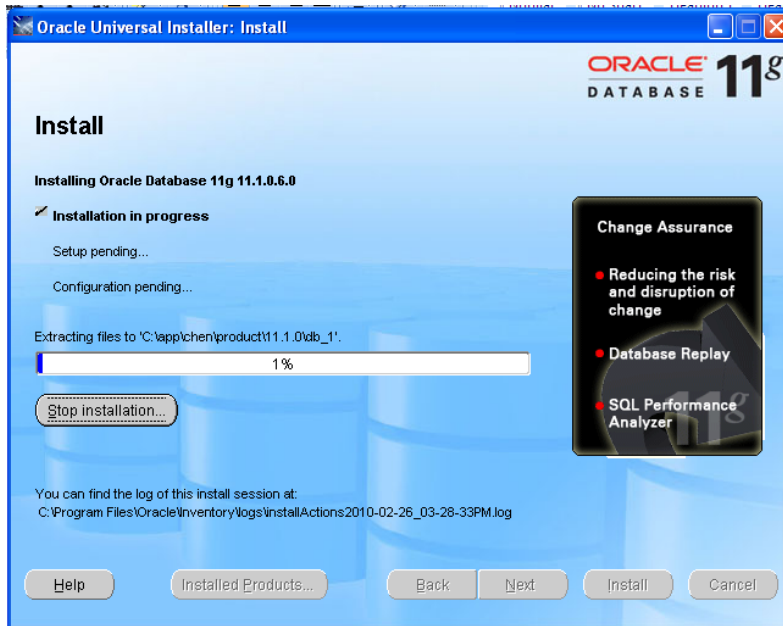 Oracle Universal Installer: Install
ORACLE 11g
DATABASE
Install
Installing Oracle Database 11g 11.1.0.6.0
Installation in progress
Setup pending...
Configuration pending...
Extracting files to 'C:\app\chen\product\11.1.0\db_1'.
1%
Stop installation...
You can find the log of this install session at:
C:\Program Files\Oracle\Inventory\logs\installActions2010-02-26_03-28-33PM.log
Change Assurance
Reducing the risk
and disruption of
change
Database Replay
SQL Performance
Analyzer
11g
Help
Installed Products...
Back
Next
Install
Cancel